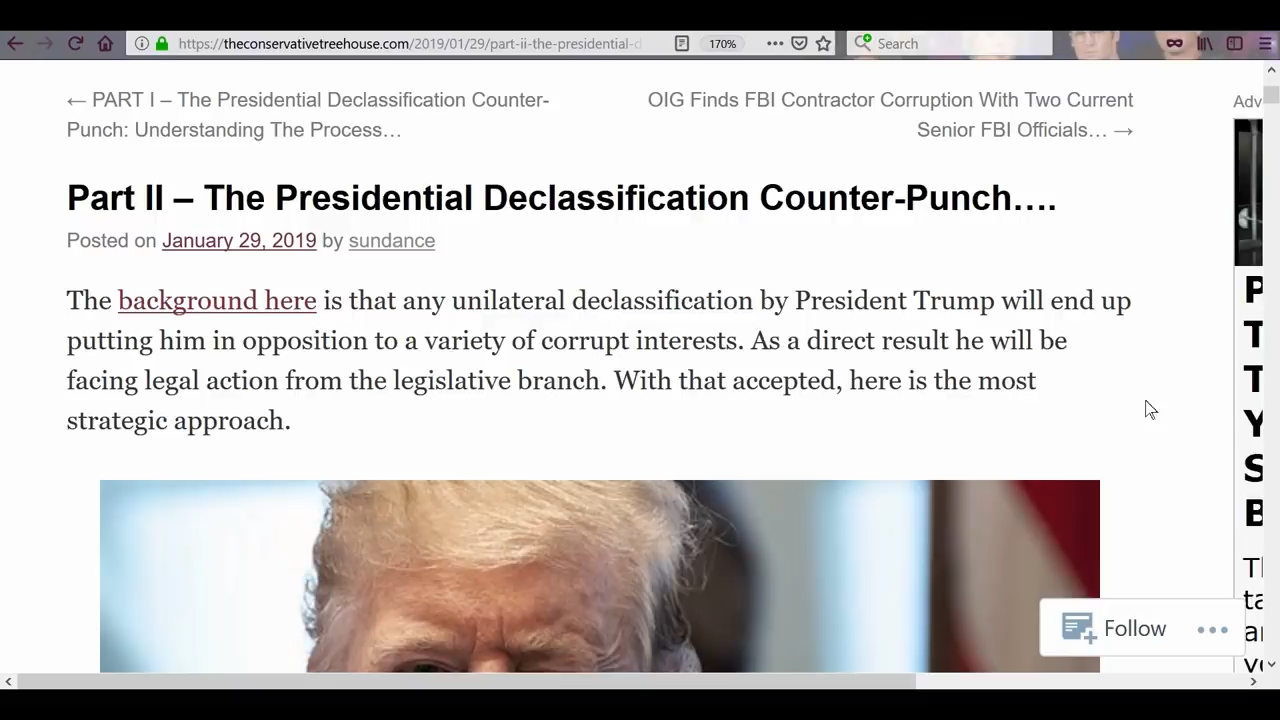 https://theconservativetreehouse.com/2019/01/29/part-ii-the-presidential-d
170%
Search
← PART I – The Presidential Declassification Counter-
Punch: Understanding The Process…
OIG Finds FBI Contractor Corruption With Two Current
Senior FBI Officials… →
Adv
Part II – The Presidential Declassification Counter-Punch….
Posted on January 29, 2019 by sundance
The background here is that any unilateral declassification by President Trump will end up
putting him in opposition to a variety of corrupt interests. As a direct result he will be
facing legal action from the legislative branch. With that accepted, here is the most
strategic approach.
P
T
T
Y
S
B
Follow